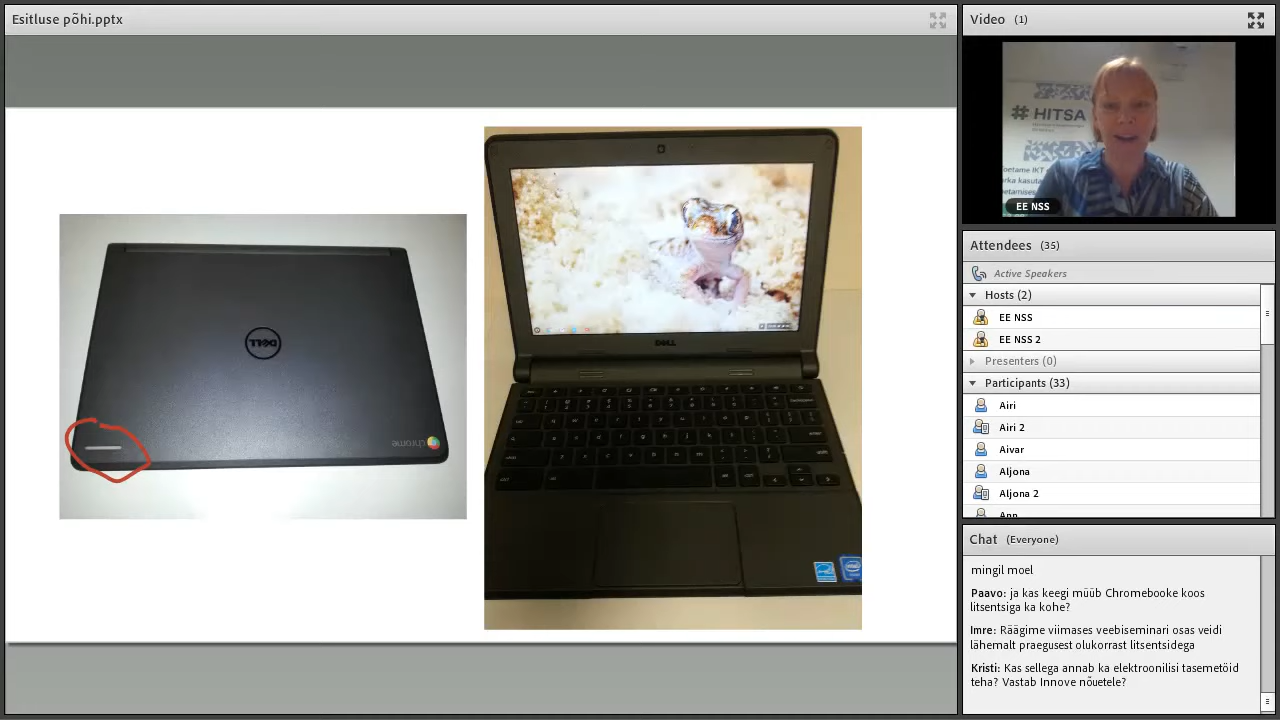 Esitluse põhi.pptx
DELL
chrome
DELL
Video (1)
# HITSA
EE NSS
Attendees (35)
Active Speakers
Hosts (2)
EE NSS
EE NSS 2
Presenters (0)
Participants (33)
Airi
Airi 2
Aivar
Aljona
Aljona 2
Ann
Chat (Everyone)
mingil moel
Paavo: ja kas keegi müüb Chromebooke koos
litsentsiga ka kohe?
Imre: Räägime viimases veebiseminari osas veidi
lähemalt praegusest olukorrast litsentsidega
Kristi: Kas sellega annab ka elektroonilisi tasemetöid
teha? Vastab Innove nõuetele?